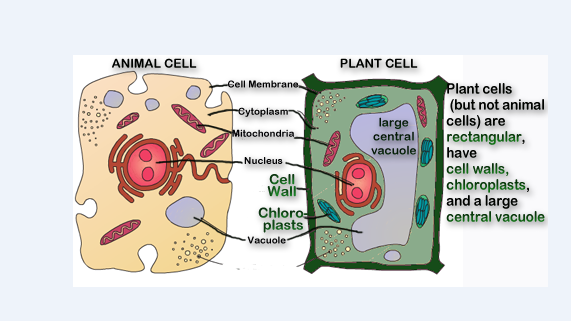 ANIMAL CELL
PLANT CELL
Cell Membrane
Cytoplasm
Mitochondria
Nucleus
Cell
Wall
Chloro
plasts
Vacuole
large
central
vacuole
Plant cells
(but not animal
cells) are
rectangular,
have
cell walls,
chloroplasts,
and a large
central vacuole